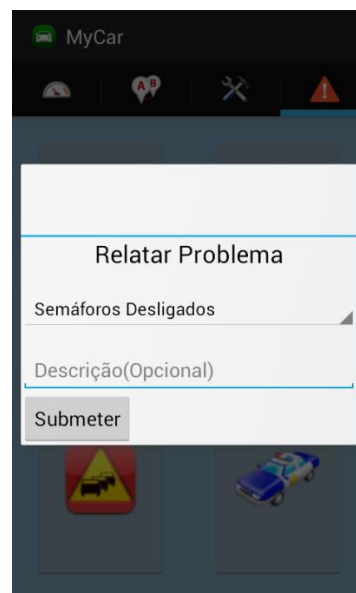 MyCar
A B
Relatar Problema
Semáforos Desligados
Descrição(Opcional)
Submeter